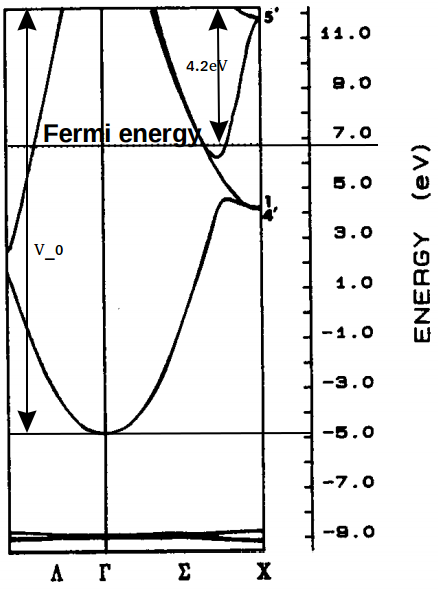 5'
11.0
4.2eV
9.0
Fermi energy
7.0
5.0
1
4'
3.0
V_0
1.0
-1.0
-3.0
-5.0
-7.0
-9.0
ENERGY (eV)
Λ Γ Σ X